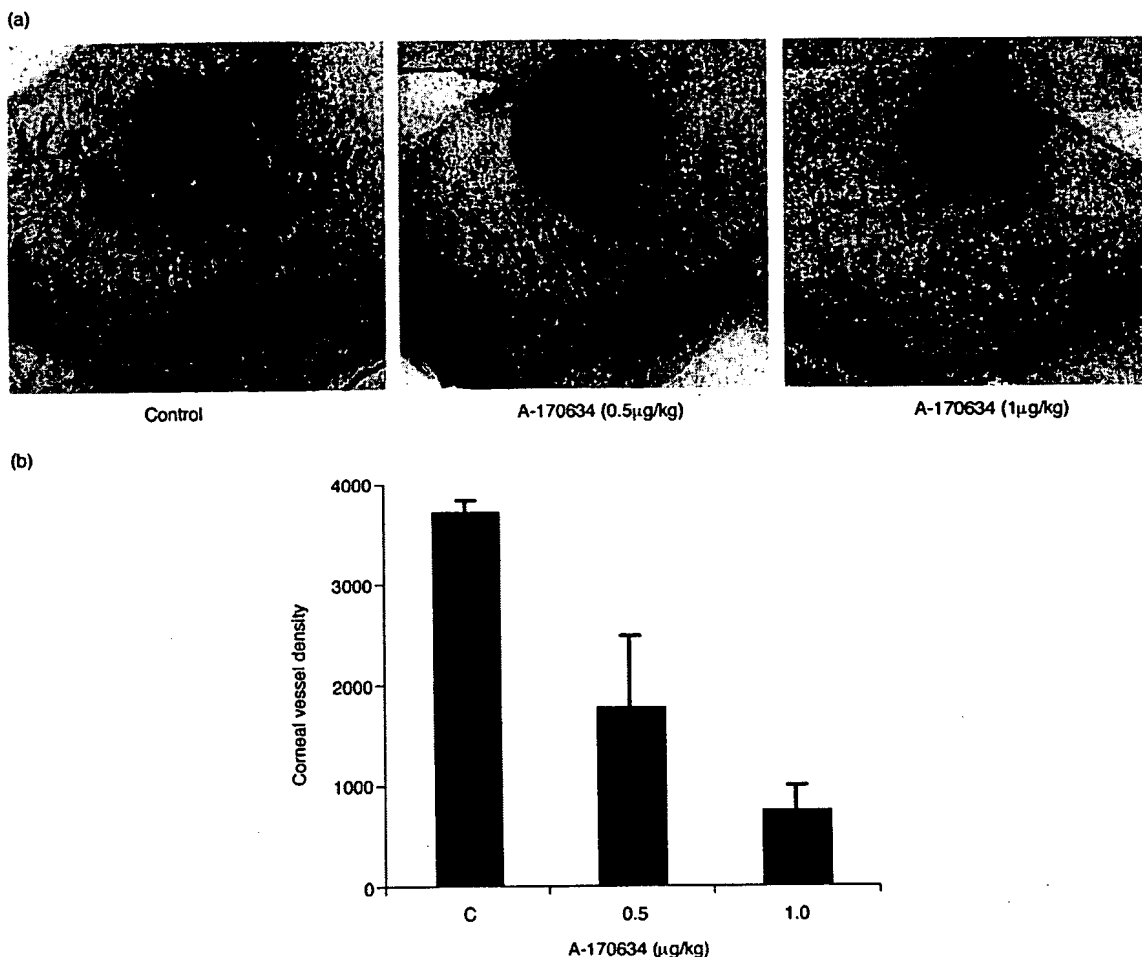 (a)
Control
A-170634 (0.5μg/kg)
A-170634 (1μg/kg)
(b)
4000
3000
2000
1000
0
Corneal vessel density
C
0.5
1.0
A-170634 (μg/kg)